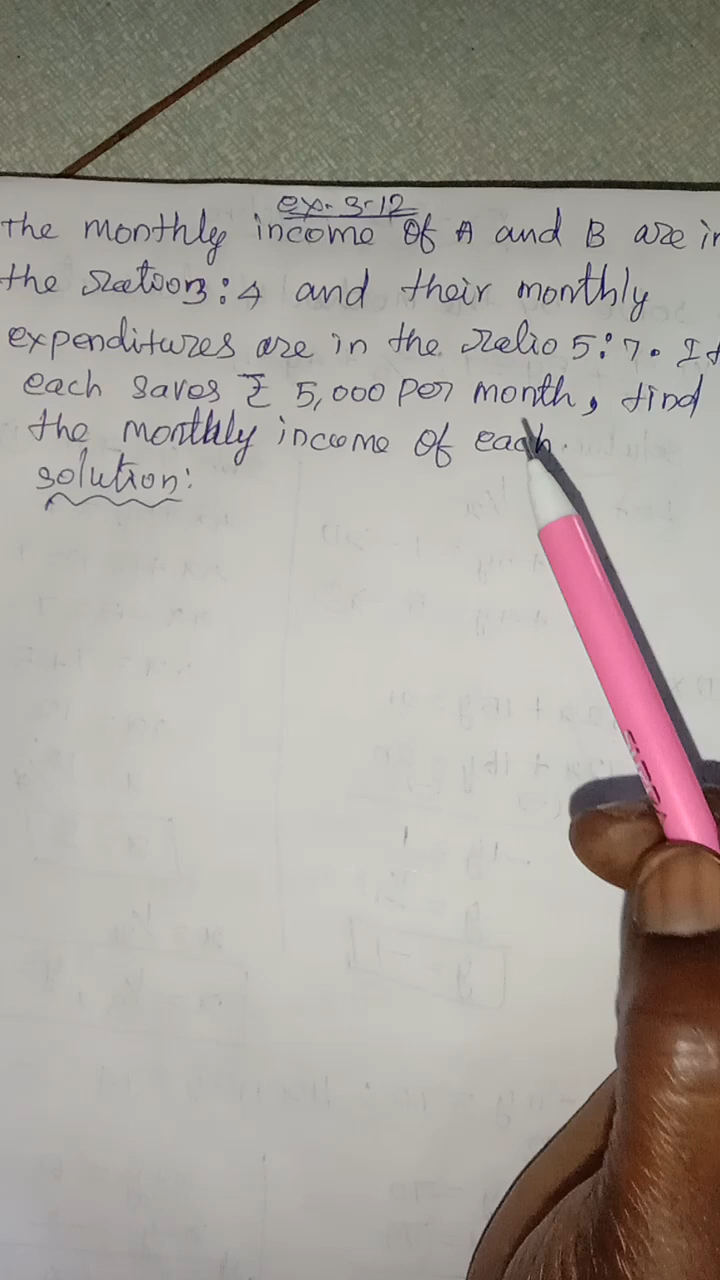 ex. 3.12
the monthly income of A and B are in
the ratio 3:4 and their monthly
expenditures are in the ratio 5:7. If
each saves ₹ 5,000 per month, find
the monthly income of each.
solution: